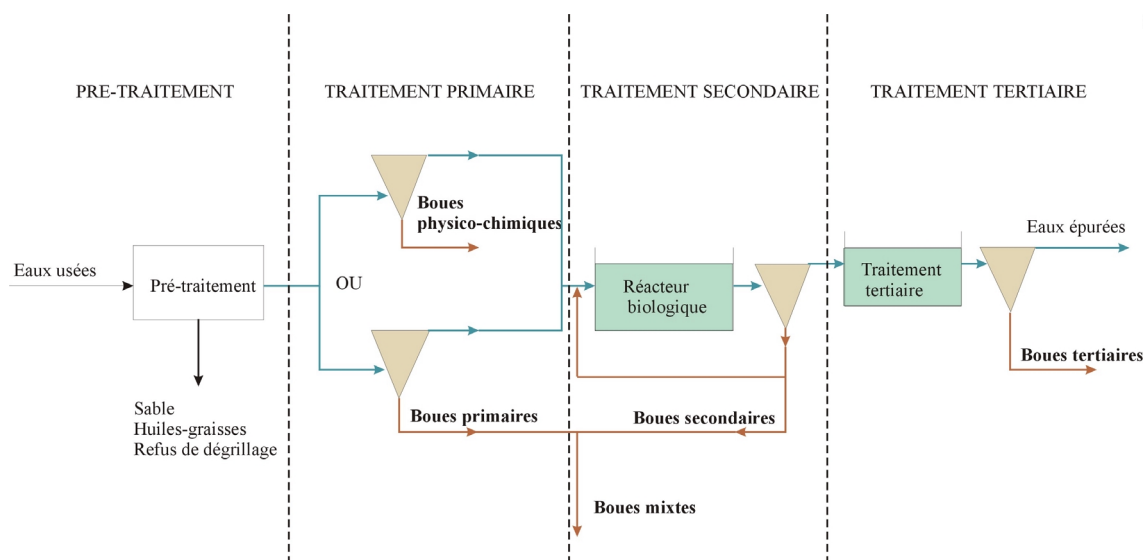 PRE-TRAITEMENT
TRAITEMENT PRIMAIRE
TRAITEMENT SECONDAIRE
TRAITEMENT TERTIAIRE
Eaux usées
Pré-traitement
Sable
Huiles-graisses
Refus de dégrillage
OU
Boues
physico-chimiques
Boues primaires
Réacteur
biologique
Boues secondaires
Boues mixtes
Traitement
tertiaire
Eaux épurées
Boues tertiaires